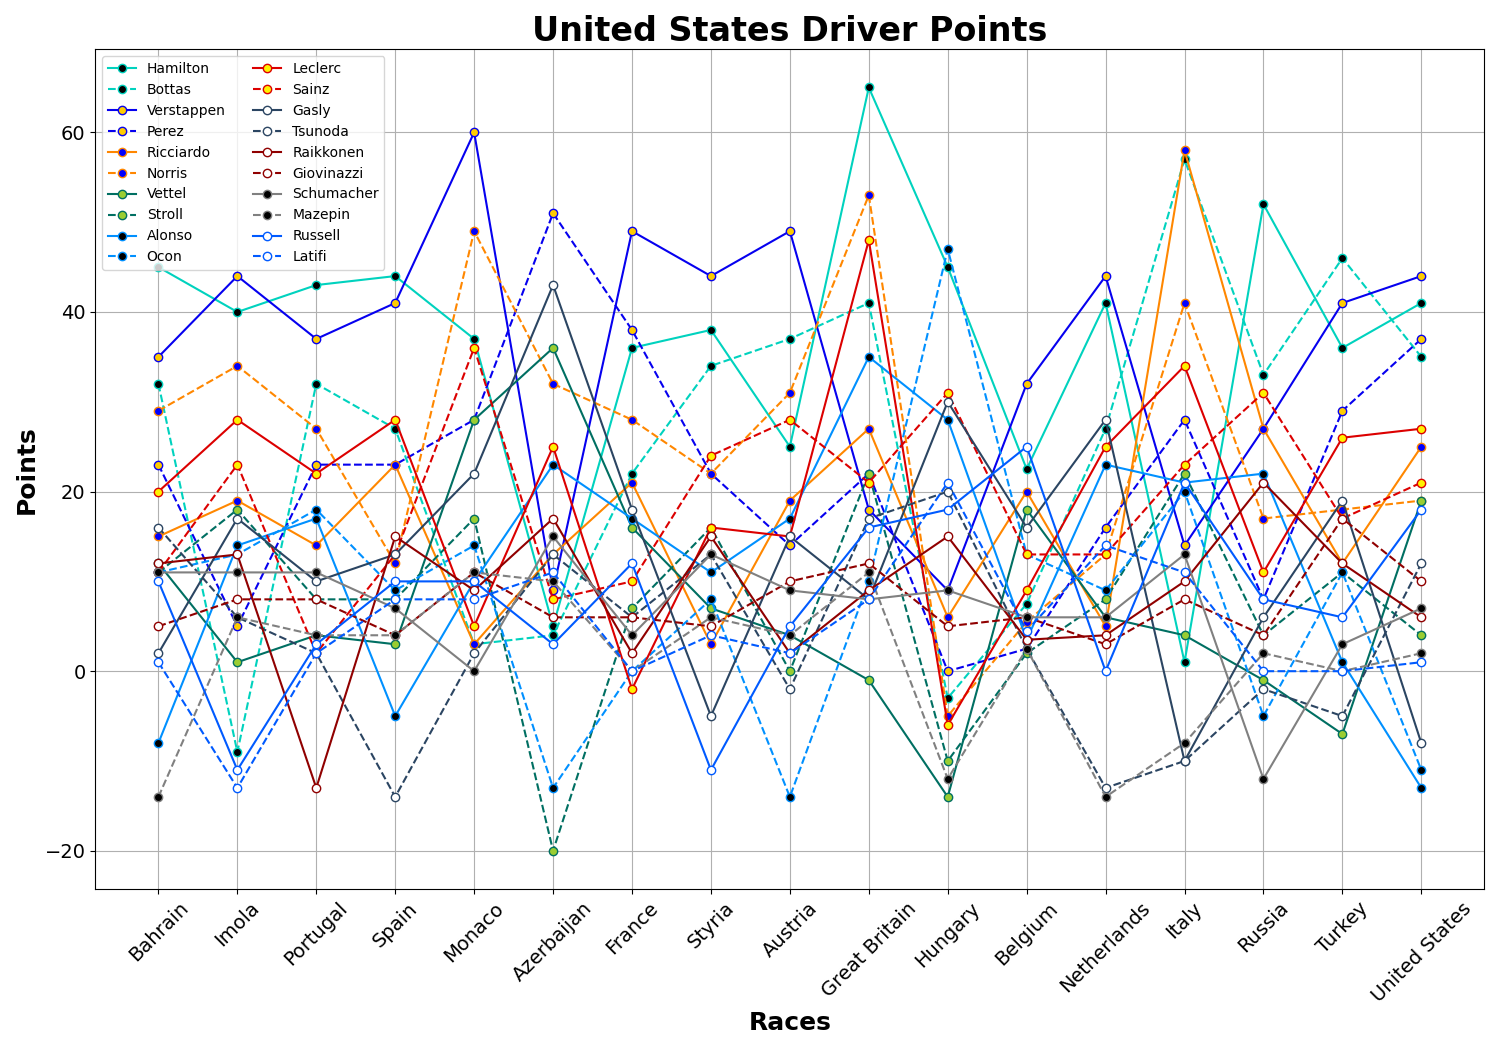 United States Driver Points
Hamilton
Bottas
Verstappen
Perez
Ricciardo
Norris
Vettel
Stroll
Alonso
Ocon
Leclerc
Sainz
Gasly
Tsunoda
Raikkonen
Giovinazzi
Schumacher
Mazepin
Russell
Latifi
Points
60
40
20
0
−20
Bahrain
Imola
Portugal
Spain
Monaco
Azerbaijan
France
Styria
Austria
Great Britain
Hungary
Belgium
Netherlands
Italy
Russia
Turkey
United States
Races